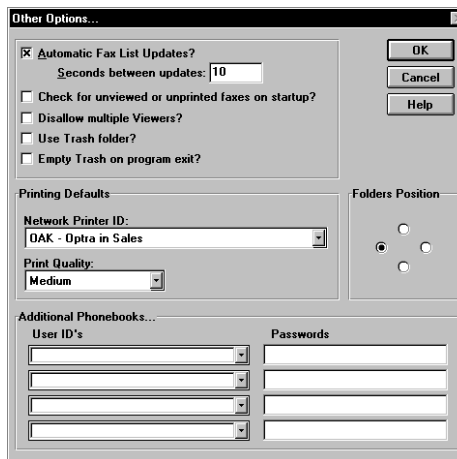 Other Options...
Automatic Fax List Updates?
Seconds between updates: 10
Check for unviewed or unprinted faxes on startup?
Disallow multiple Viewers?
Use Trash folder?
Empty Trash on program exit?
OK
Cancel
Help
Printing Defaults
Network Printer ID:
OAK - Optra in Sales
Print Quality:
Medium
Folders Position
Additional Phonebooks...
User ID's
Passwords